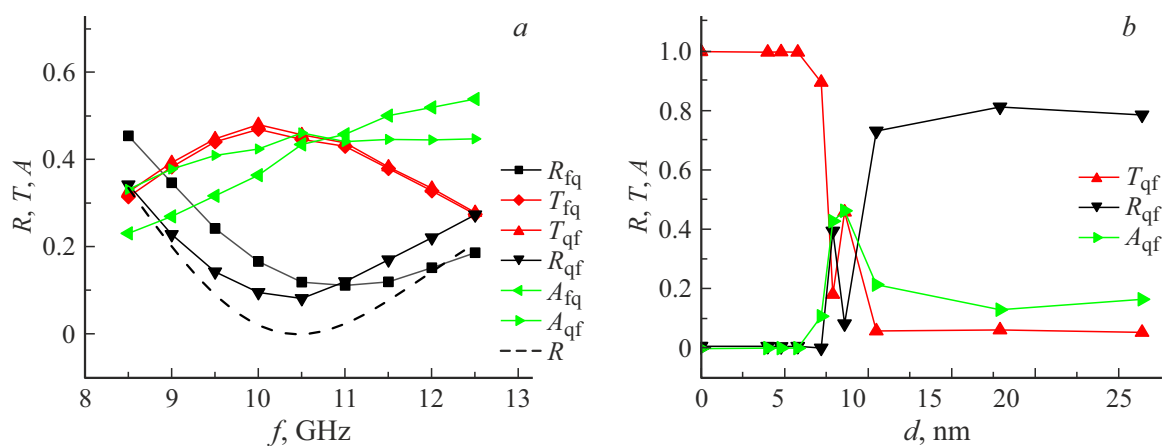 a
R, T, A
0.6
0.4
0.2
0
8
9
10
11
12
13
f, GHz
R_fq
T_fq
T_qf
R_qf
A_fq
A_qf
R
b
R, T, A
1.0
0.8
0.6
0.4
0.2
0
0
5
10
15
20
25
d, nm
T_qf
R_qf
A_qf